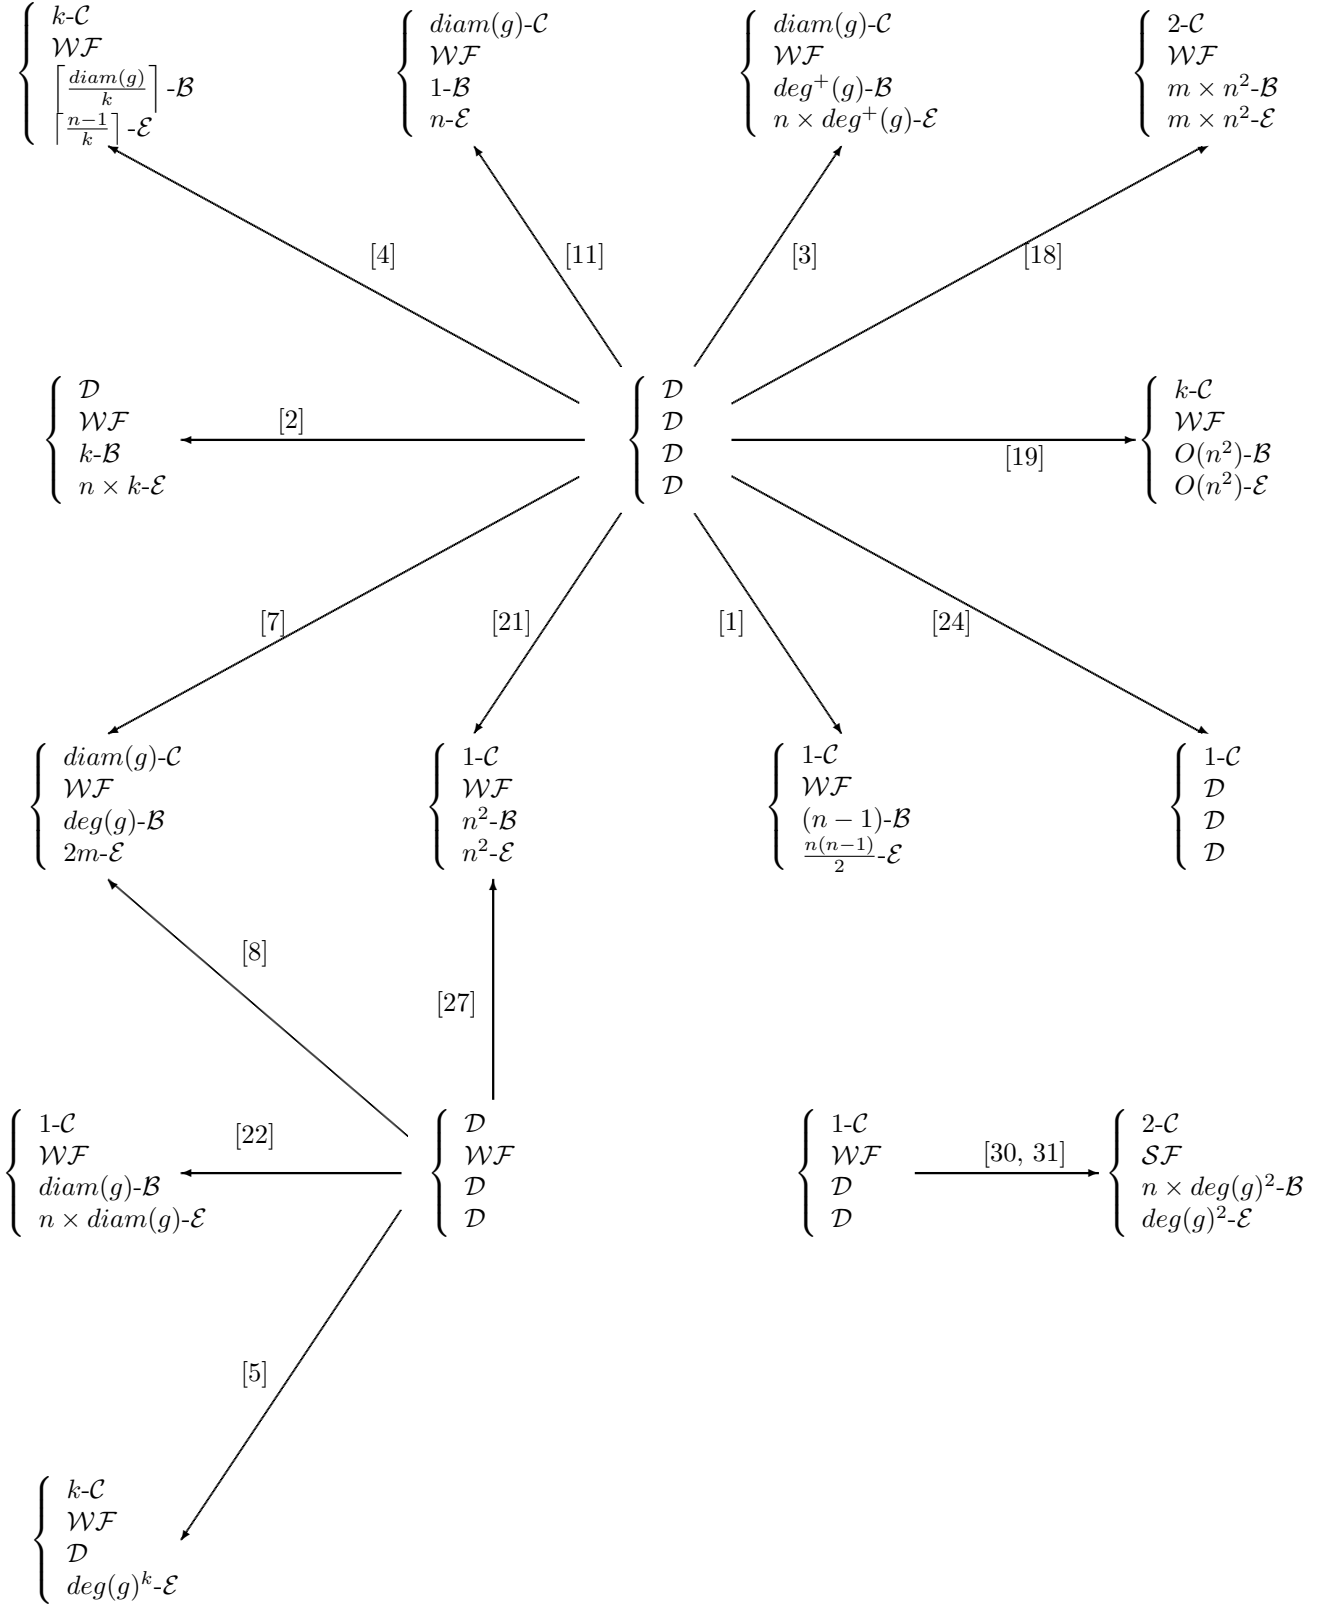 k-𝒞
𝒲ℱ
⌈diam(g)/k⌉-ℬ
⌈n−1/k⌉-ℰ
diam(g)-𝒞
𝒲ℱ
1-ℬ
n-ℰ
diam(g)-𝒞
𝒲ℱ
deg⁺(g)-ℬ
n × deg⁺(g)-ℰ
2-𝒞
𝒲ℱ
m × n²-ℬ
m × n²-ℰ
[4]
[11]
[3]
[18]
𝒟
𝒲ℱ
k-ℬ
n × k-ℰ
[2]
𝒟
𝒟
𝒟
𝒟
[19]
k-𝒞
𝒲ℱ
O(n²)-ℬ
O(n²)-ℰ
[7]
[21]
[1]
[24]
diam(g)-𝒞
𝒲ℱ
deg(g)-ℬ
2m-ℰ
1-𝒞
𝒲ℱ
n²-ℬ
n²-ℰ
1-𝒞
𝒲ℱ
(n − 1)-ℬ
n(n−1)/2-ℰ
1-𝒞
𝒟
𝒟
𝒟
[8]
[27]
1-𝒞
𝒲ℱ
diam(g)-ℬ
n × diam(g)-ℰ
[22]
𝒟
𝒲ℱ
𝒟
𝒟
1-𝒞
𝒲ℱ
𝒟
𝒟
[30, 31]
2-𝒞
𝒮ℱ
n × deg(g)²-ℬ
deg(g)²-ℰ
[5]
k-𝒞
𝒲ℱ
𝒟
deg(g)ᵏ-ℰ